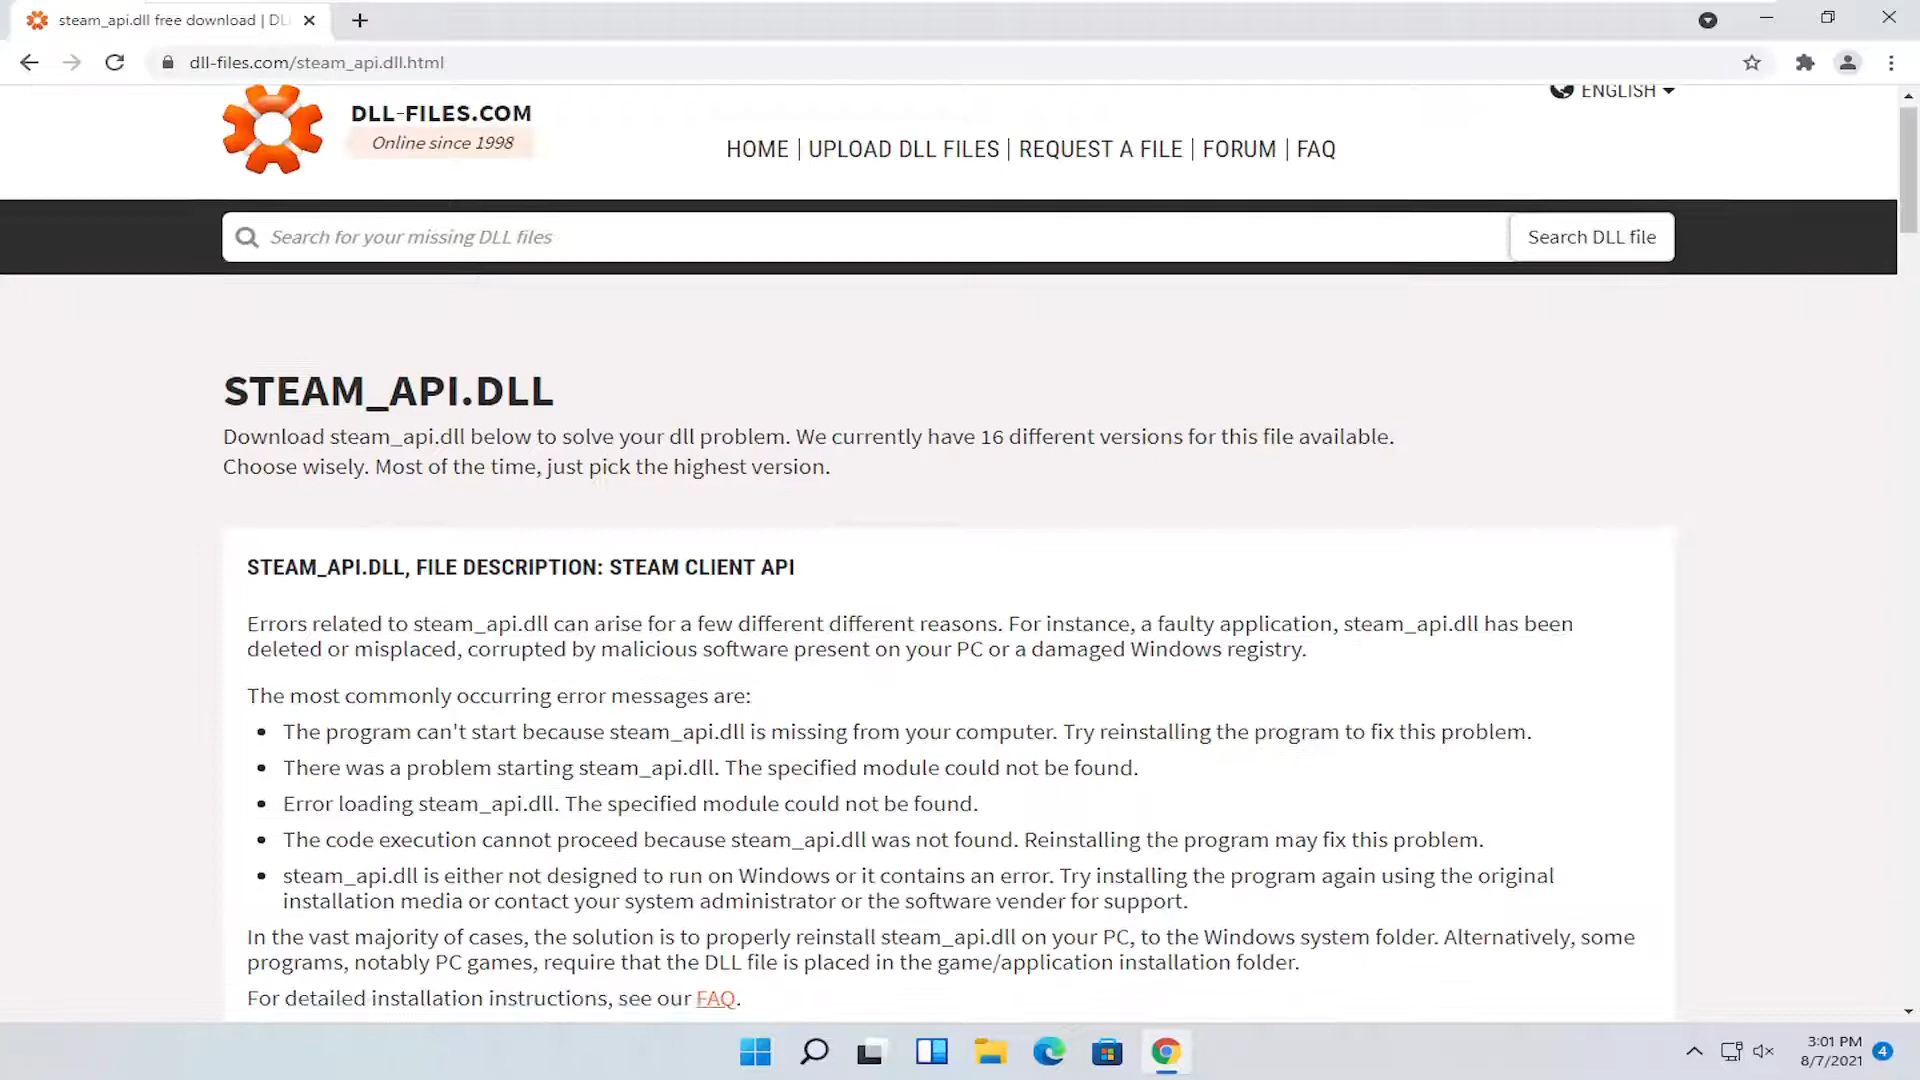 steam_api.dll free download | DL
dll-files.com/steam_api.dll.html
ENGLISH
DLL-FILES.COM
Online since 1998
HOME | UPLOAD DLL FILES | REQUEST A FILE | FORUM | FAQ
Search for your missing DLL files
Search DLL file
STEAM_API.DLL
Download steam_api.dll below to solve your dll problem. We currently have 16 different versions for this file available.
Choose wisely. Most of the time, just pick the highest version.
STEAM_API.DLL, FILE DESCRIPTION: STEAM CLIENT API
Errors related to steam_api.dll can arise for a few different different reasons. For instance, a faulty application, steam_api.dll has been
deleted or misplaced, corrupted by malicious software present on your PC or a damaged Windows registry.
The most commonly occurring error messages are:
• The program can't start because steam_api.dll is missing from your computer. Try reinstalling the program to fix this problem.
• There was a problem starting steam_api.dll. The specified module could not be found.
• Error loading steam_api.dll. The specified module could not be found.
• The code execution cannot proceed because steam_api.dll was not found. Reinstalling the program may fix this problem.
• steam_api.dll is either not designed to run on Windows or it contains an error. Try installing the program again using the original
installation media or contact your system administrator or the software vender for support.
In the vast majority of cases, the solution is to properly reinstall steam_api.dll on your PC, to the Windows system folder. Alternatively, some
programs, notably PC games, require that the DLL file is placed in the game/application installation folder.
For detailed installation instructions, see our FAQ.
3:01 PM
8/7/2021
4